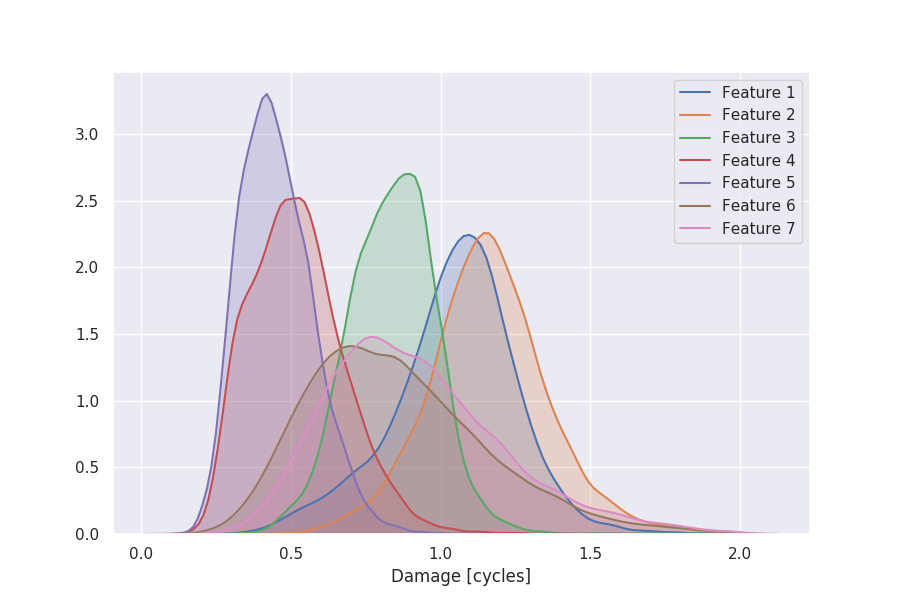 Feature 1
Feature 2
Feature 3
Feature 4
Feature 5
Feature 6
Feature 7
3.0
2.5
2.0
1.5
1.0
0.5
0.0
0.0 0.5 1.0 1.5 2.0
Damage [cycles]